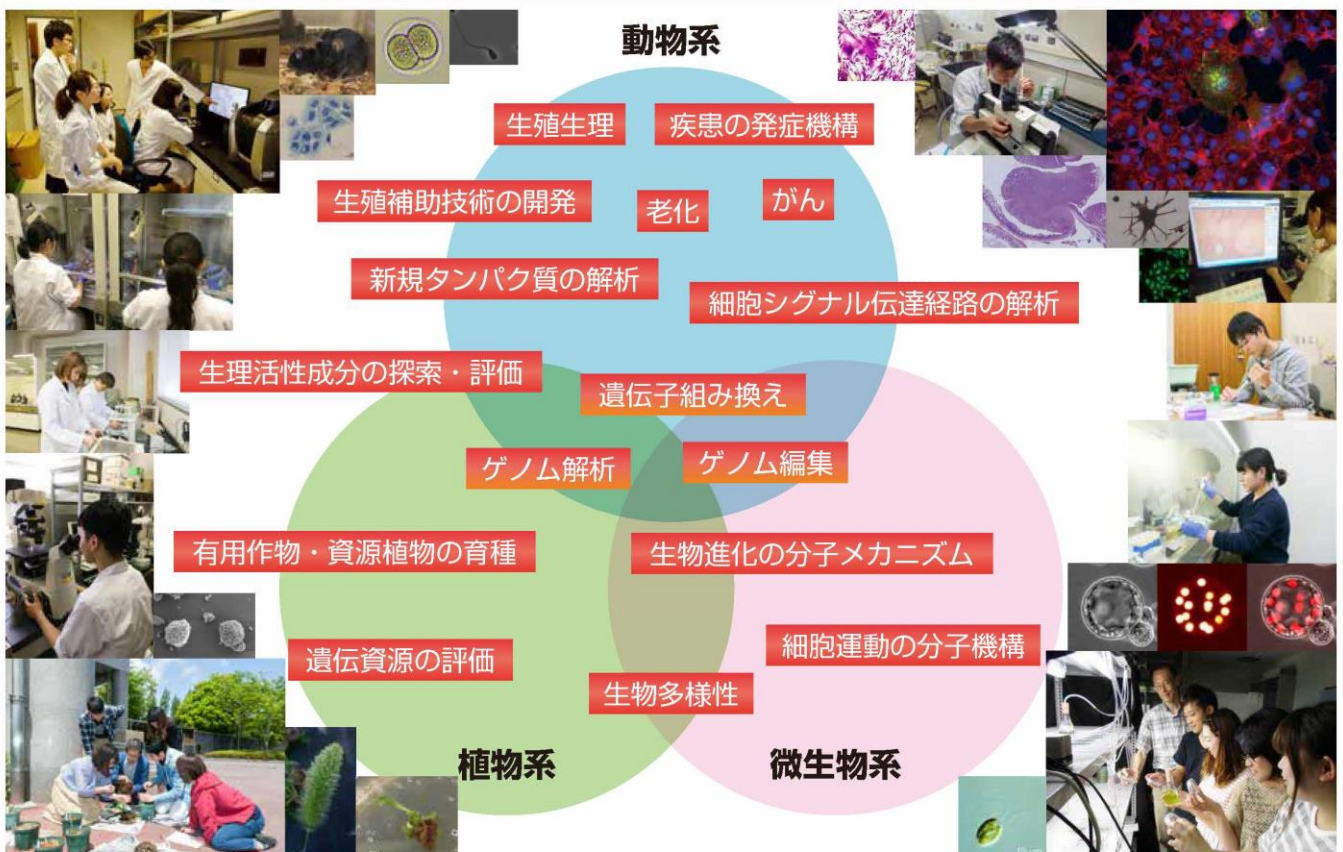 動物系
生殖生理
疾患の発症機構
生殖補助技術の開発
老化
がん
新規タンパク質の解析
細胞シグナル伝達経路の解析
生理活性成分の探索・評価
遺伝子組み換え
ゲノム解析
ゲノム編集
有用作物・資源植物の育種
生物進化の分子メカニズム
遺伝資源の評価
細胞運動の分子機構
生物多様性
植物系
微生物系